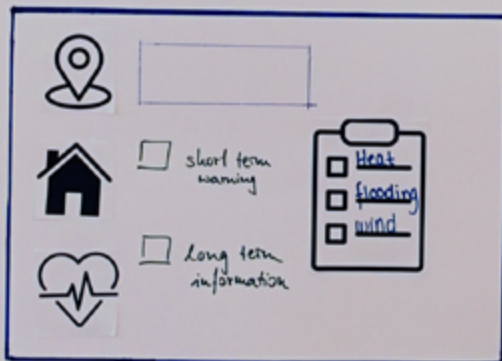 short term
warning
long term
information
Heat
flooding
wind